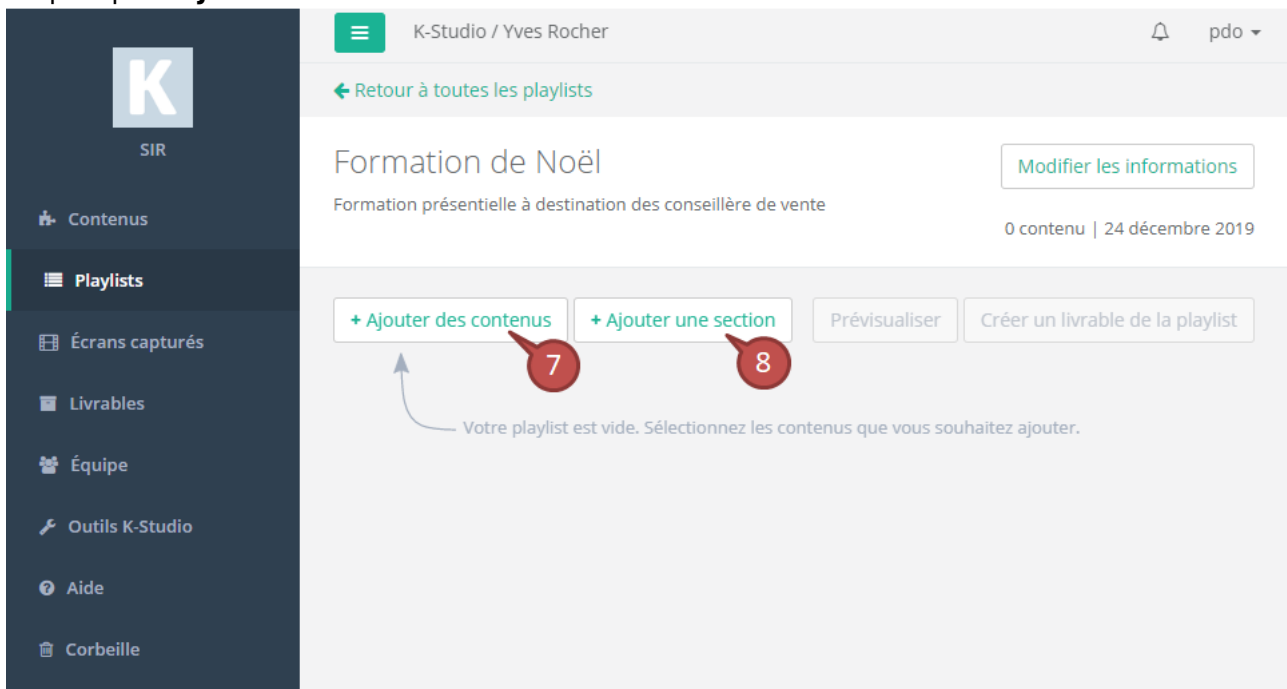 K-Studio / Yves Rocher
pdo
Retour à toutes les playlists
K
SIR
Formation de Noël
Modifier les informations
Formation présentielle à destination des conseillère de vente
0 contenu | 24 décembre 2019
Contenus
Playlists
Écrans capturés
Livrables
Équipe
Outils K-Studio
Aide
Corbeille
+ Ajouter des contenus
+ Ajouter une section
Prévisualiser
Créer un livrable de la playlist
7
8
Votre playlist est vide. Sélectionnez les contenus que vous souhaitez ajouter.